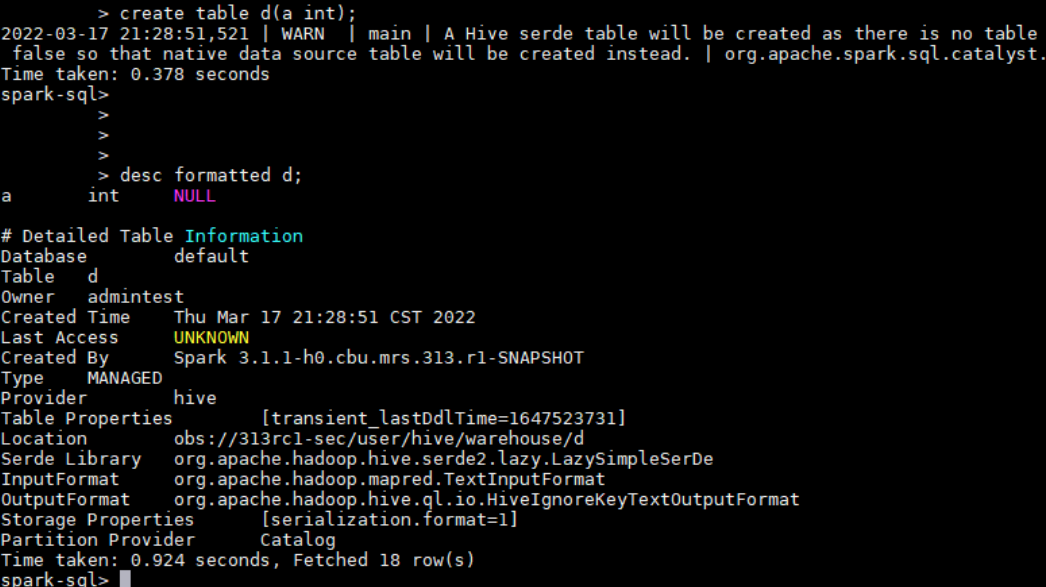 > create table d(a int);
2022-03-17 21:28:51,521 | WARN  | main | A Hive serde table will be created as there is no table
false so that native data source table will be created instead. | org.apache.spark.sql.catalyst.
Time taken: 0.378 seconds
spark-sql>
>
>
>
> desc formatted d;
a       int     NULL
# Detailed Table Information
Database        default
Table   d
Owner   admintest
Created Time    Thu Mar 17 21:28:51 CST 2022
Last Access     UNKNOWN
Created By      Spark 3.1.1-h0.cbu.mrs.313.r1-SNAPSHOT
Type    MANAGED
Provider        hive
Table Properties        [transient_lastDdlTime=1647523731]
Location        obs://313rc1-sec/user/hive/warehouse/d
Serde Library   org.apache.hadoop.hive.serde2.lazy.LazySimpleSerDe
InputFormat     org.apache.hadoop.mapred.TextInputFormat
OutputFormat    org.apache.hadoop.hive.ql.io.HiveIgnoreKeyTextOutputFormat
Storage Properties      [serialization.format=1]
Partition Provider      Catalog
Time taken: 0.924 seconds, Fetched 18 row(s)
spark-sql>